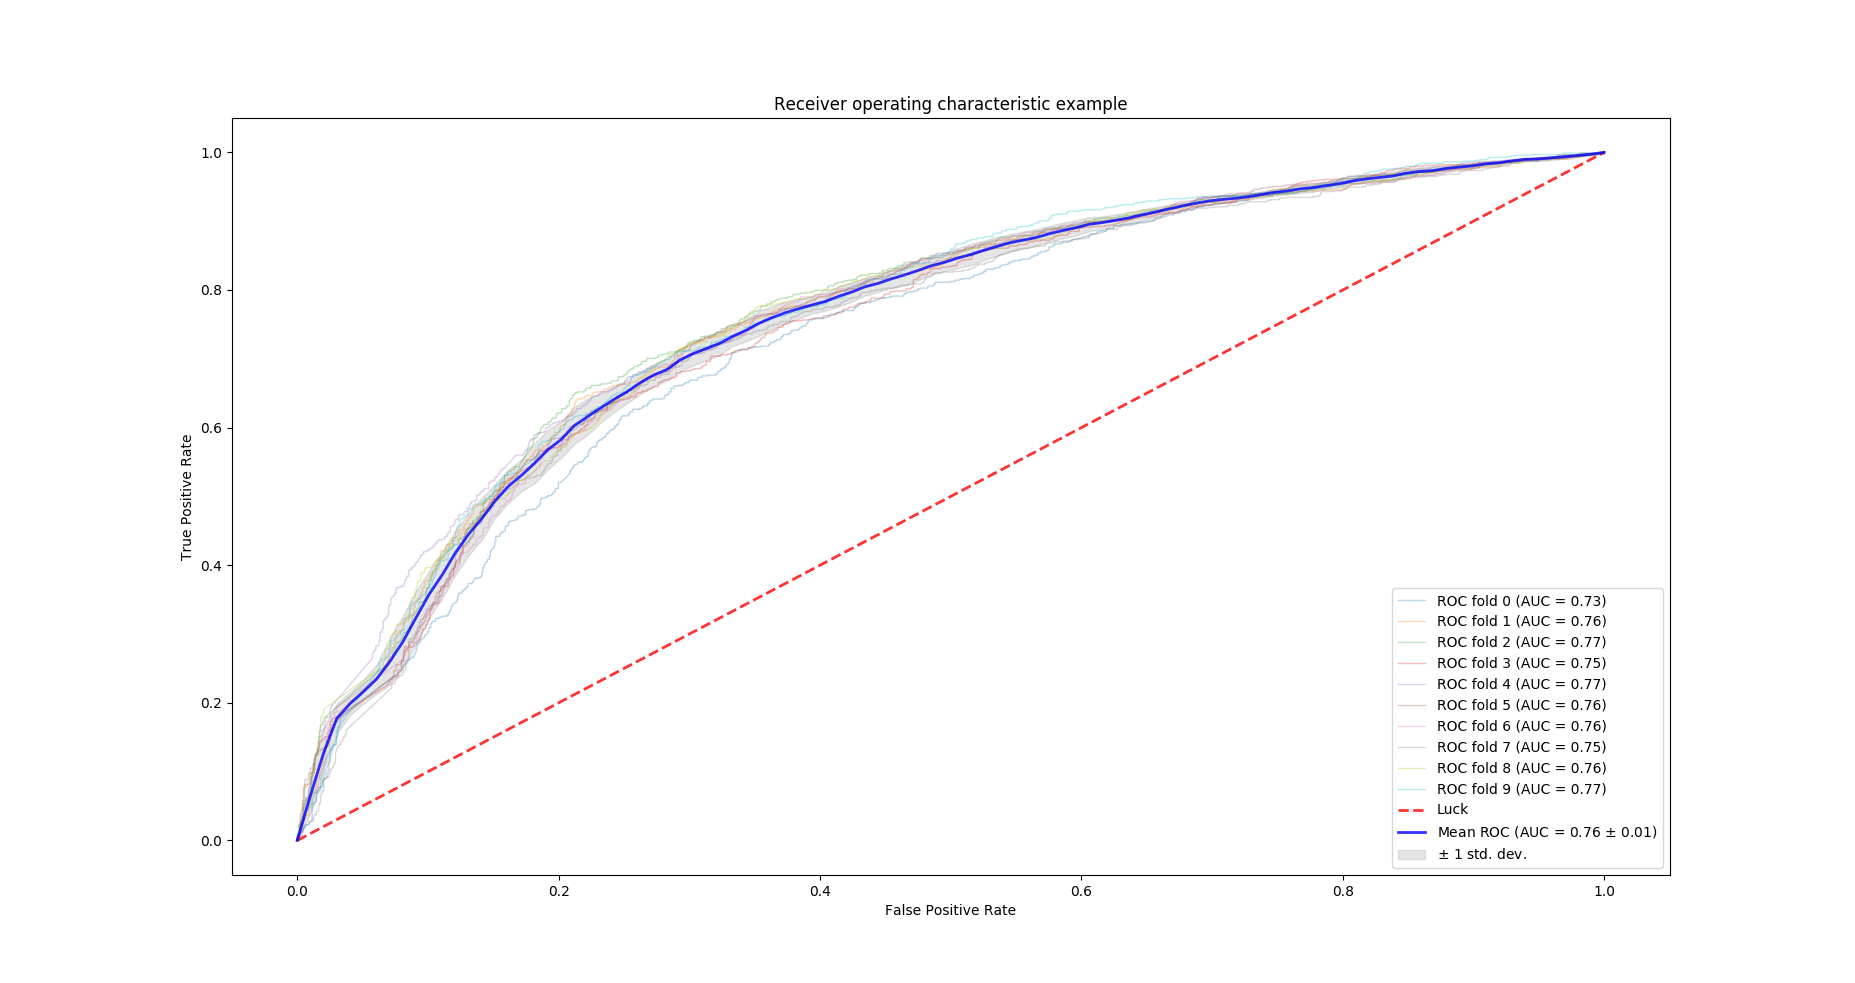 Receiver operating characteristic example
True Positive Rate
1.0
0.8
0.6
0.4
0.2
0.0
0.0 0.2 0.4 0.6 0.8 1.0
False Positive Rate
ROC fold 0 (AUC = 0.73)
ROC fold 1 (AUC = 0.76)
ROC fold 2 (AUC = 0.77)
ROC fold 3 (AUC = 0.75)
ROC fold 4 (AUC = 0.77)
ROC fold 5 (AUC = 0.76)
ROC fold 6 (AUC = 0.76)
ROC fold 7 (AUC = 0.75)
ROC fold 8 (AUC = 0.76)
ROC fold 9 (AUC = 0.77)
Luck
Mean ROC (AUC = 0.76 ± 0.01)
± 1 std. dev.